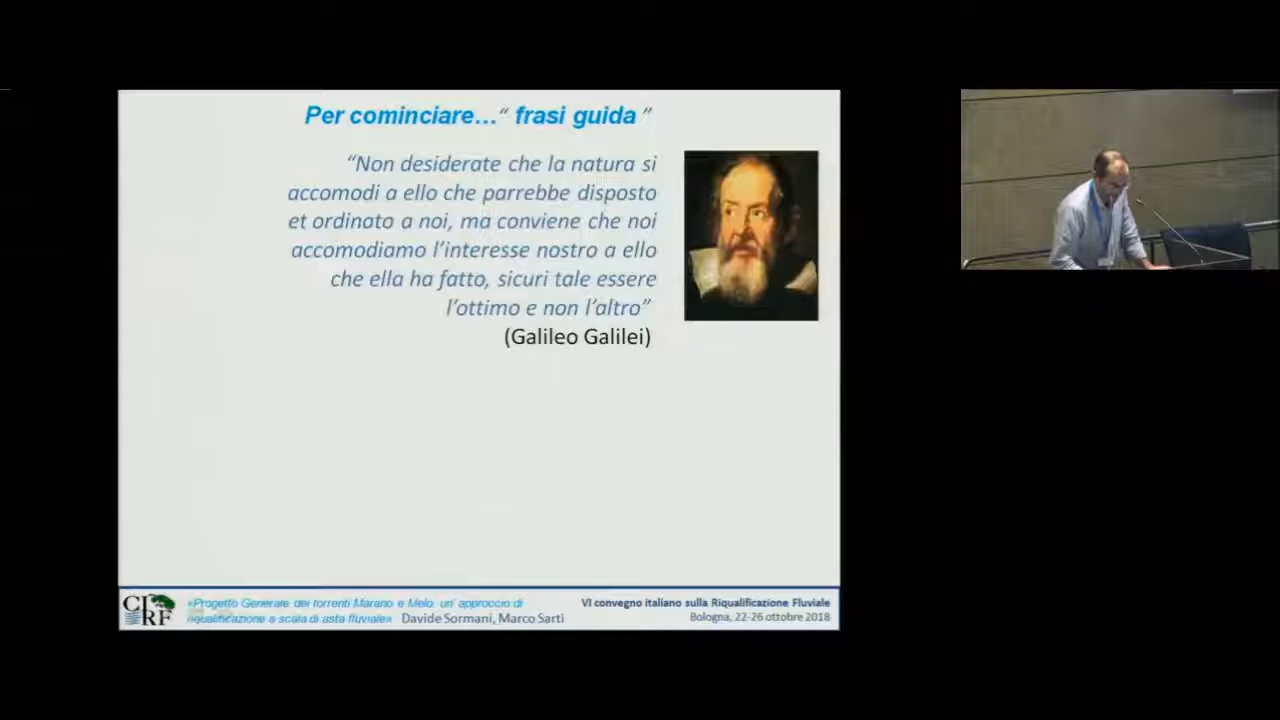 Per cominciare…“ frasi guida ”
“Non desiderate che la natura si
accomodi a ello che parrebbe disposto
et ordinato a noi, ma conviene che noi
accomodiamo l’interesse nostro a ello
che ella ha fatto, sicuri tale essere
l’ottimo e non l’altro”
(Galileo Galilei)
CIRF
«Progetto Generale dei torrenti Marano e Melo, un’ approccio di
riqualificazione a scala di asta fluviale» Davide Sormani, Marco Sarti
VI convegno italiano sulla Riqualificazione Fluviale
Bologna, 22-26 ottobre 2018